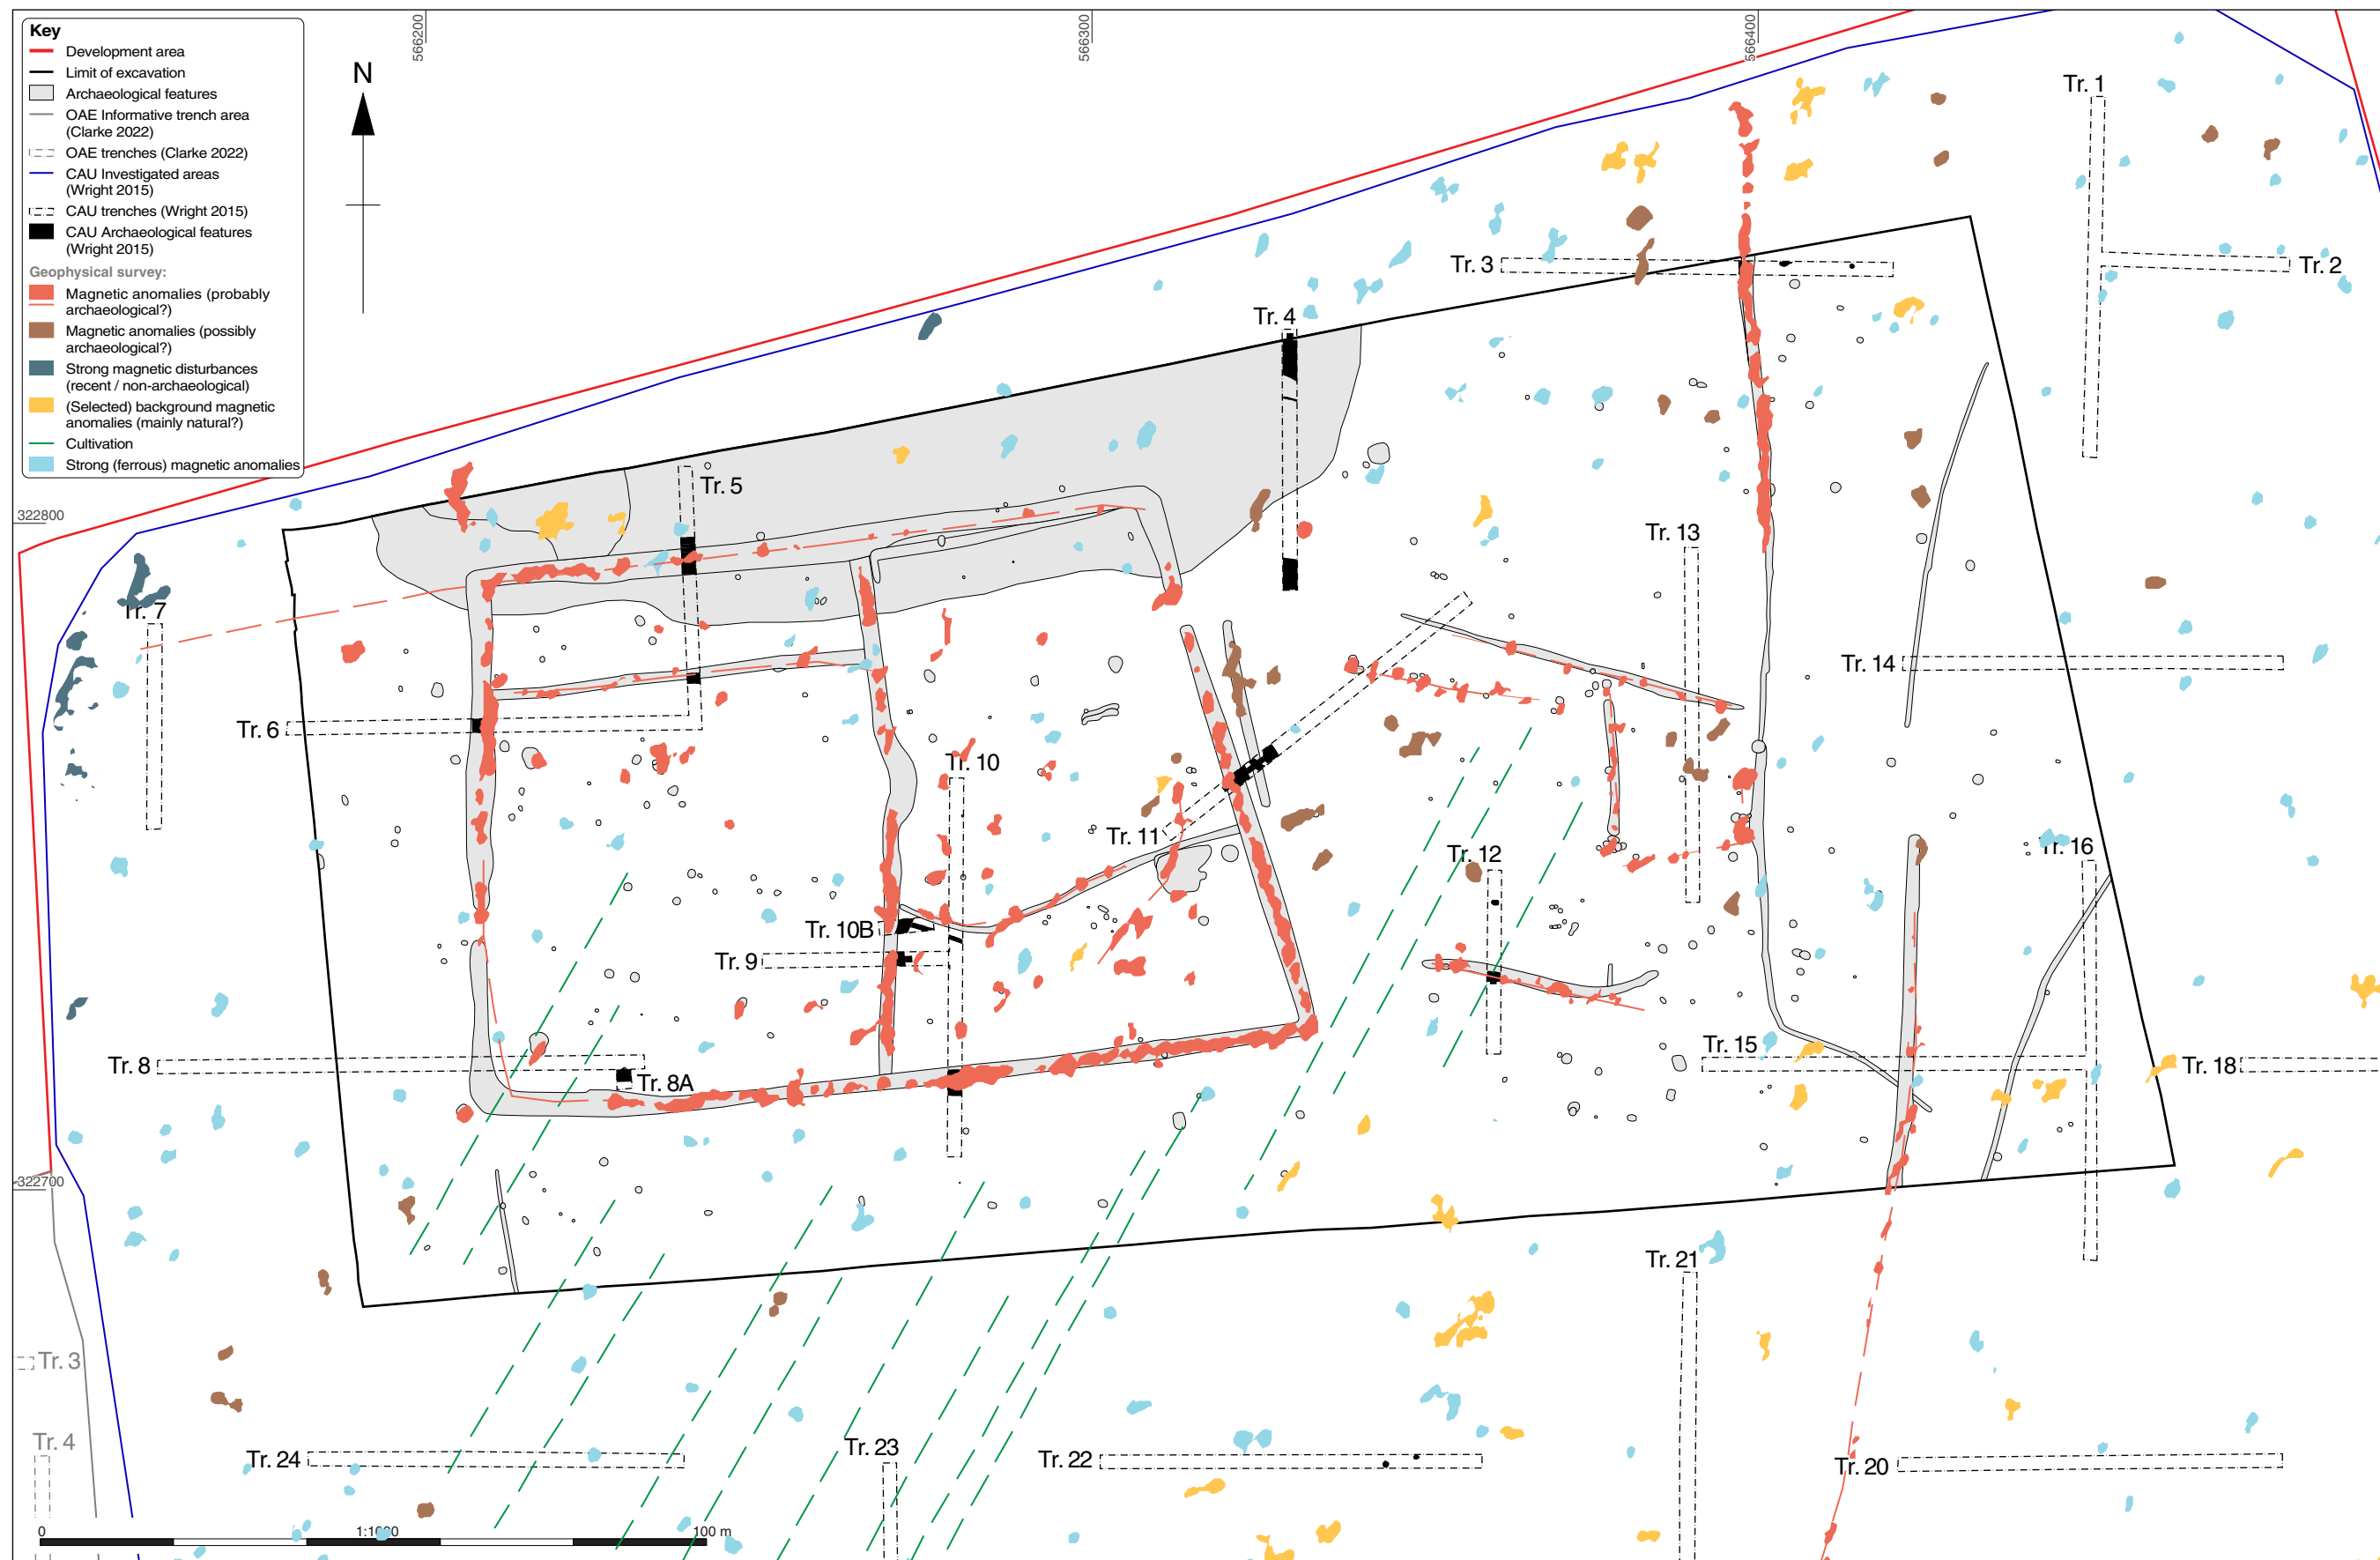 Key
Development area
Limit of excavation
Archaeological features
OAE Informative trench area
(Clarke 2022)
OAE trenches (Clarke 2022)
CAU Investigated areas
(Wright 2015)
CAU trenches (Wright 2015)
CAU Archaeological features
(Wright 2015)
Geophysical survey:
Magnetic anomalies (probably
archaeological?)
Magnetic anomalies (possibly
archaeological?)
Strong magnetic disturbances
(recent / non-archaeological)
(Selected) background magnetic
anomalies (mainly natural?)
Cultivation
Strong (ferrous) magnetic anomalies
N
566200
566300
566400
322800
322700
Tr. 1
Tr. 2
Tr. 3
Tr. 4
Tr. 5
Tr. 6
Tr. 7
Tr. 8
Tr. 8A
Tr. 9
Tr. 10
Tr. 10B
Tr. 11
Tr. 12
Tr. 13
Tr. 14
Tr. 15
Tr. 16
Tr. 18
Tr. 20
Tr. 21
Tr. 22
Tr. 23
Tr. 24
Tr. 3
Tr. 4
0
1:1000
100 m